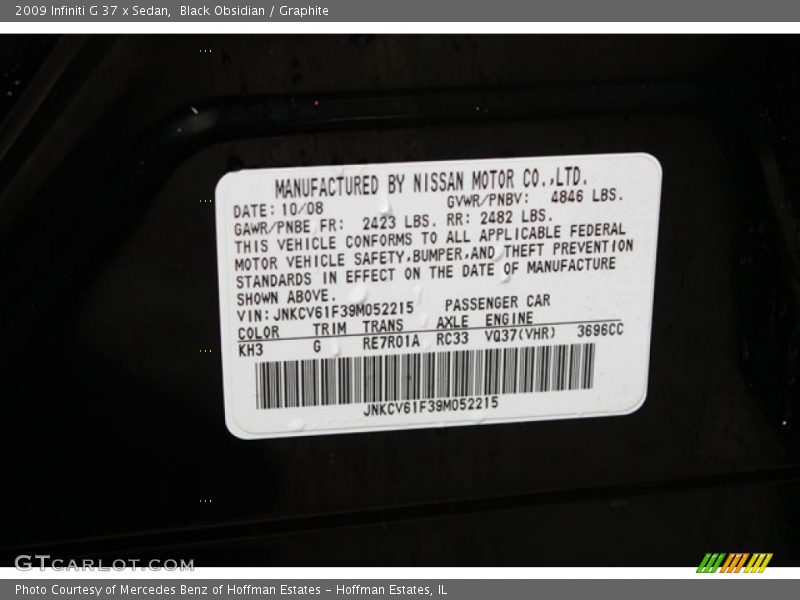 2009 Infiniti G 37 x Sedan,  Black Obsidian / Graphite
MANUFACTURED BY NISSAN MOTOR CO.,LTD.
DATE: 10/08 GVWR/PNBV: 4846 LBS.
GAWR/PNBE FR: 2423 LBS. RR: 2482 LBS.
THIS VEHICLE CONFORMS TO ALL APPLICABLE FEDERAL
MOTOR VEHICLE SAFETY,BUMPER,AND THEFT PREVENTION
STANDARDS IN EFFECT ON THE DATE OF MANUFACTURE
SHOWN ABOVE.
VIN: JNKCV61F39M052215 PASSENGER CAR
COLOR TRIM TRANS AXLE ENGINE
KH3 G RE7R01A RC33 VQ37(VHR) 3696CC
JNKCV61F39M052215
GTCARLOT.COM
Photo Courtesy of Mercedes Benz of Hoffman Estates - Hoffman Estates, IL